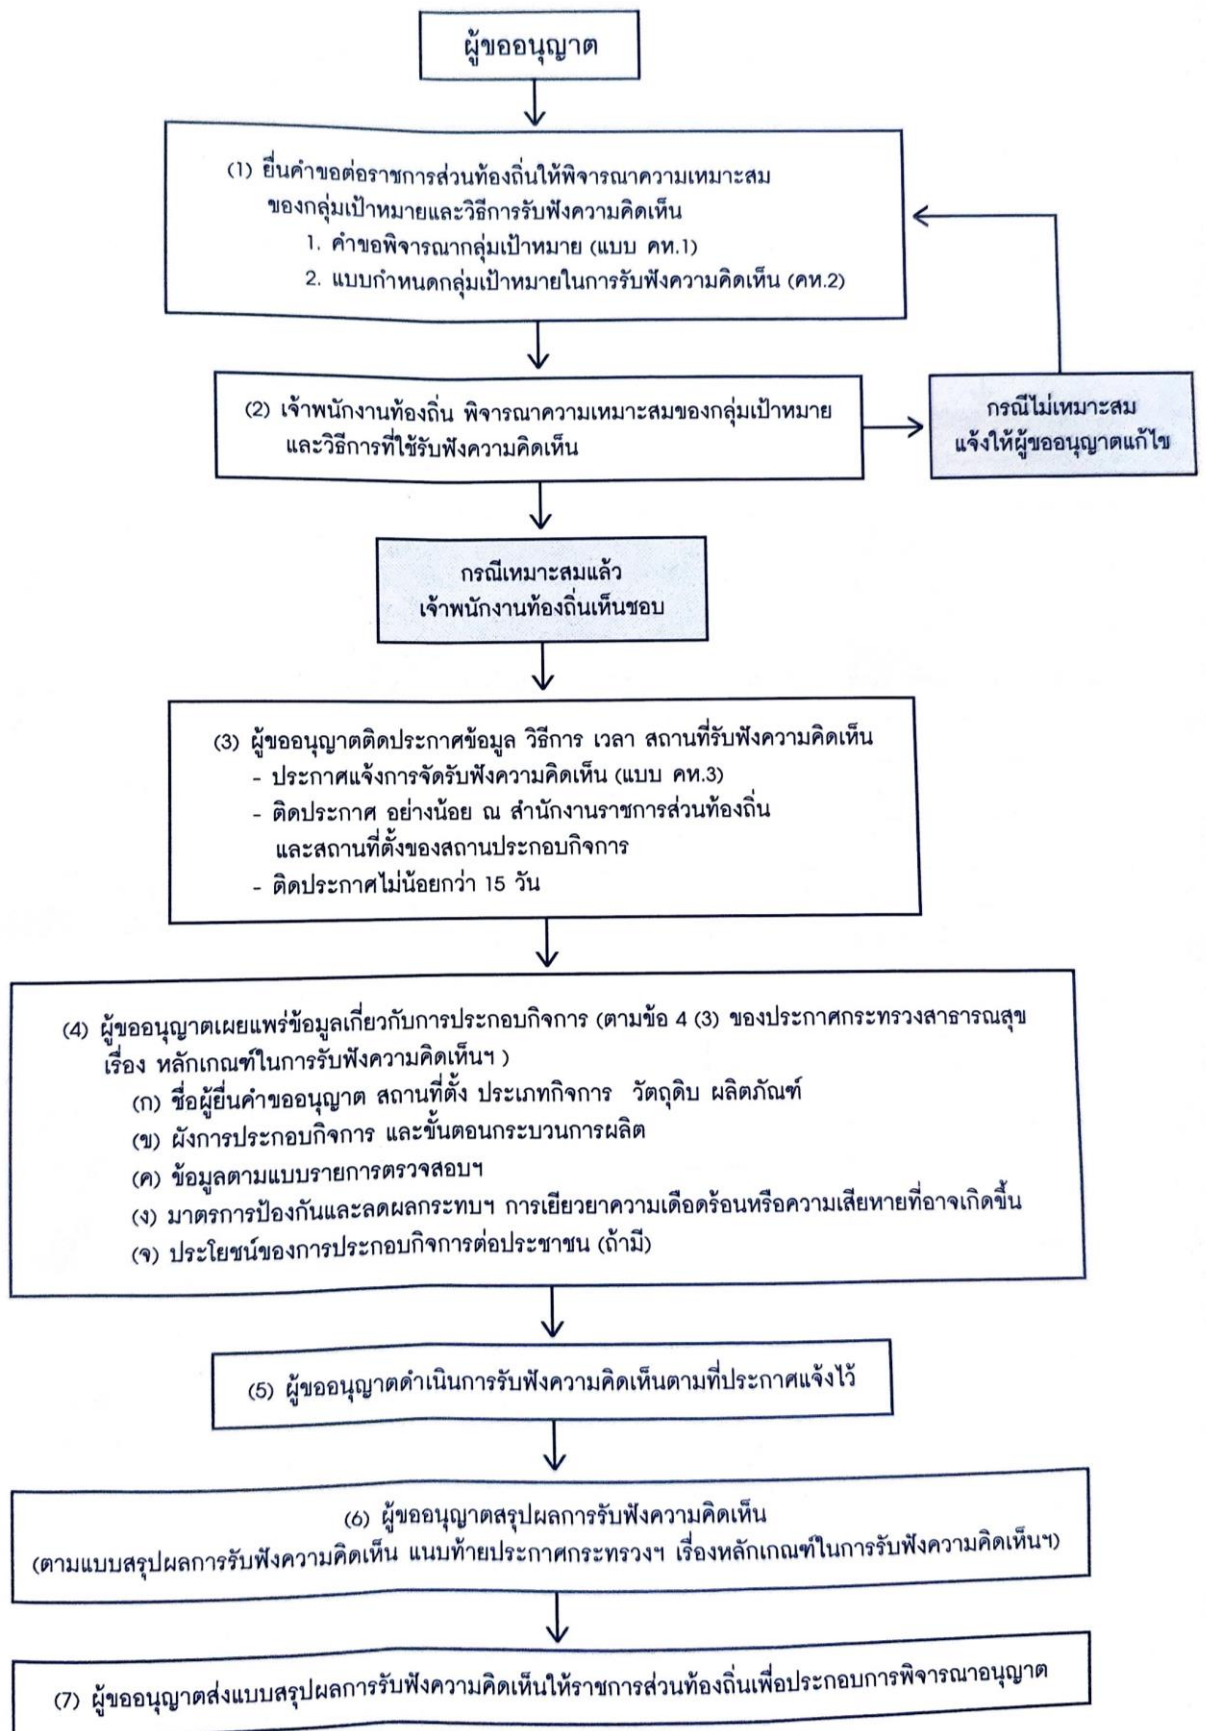 ผู้ขออนุญาต
(1) ยื่นคำขอต่อราชการส่วนท้องถิ่นให้พิจารณาความเหมาะสม
ของกลุ่มเป้าหมายและวิธีการรับฟังความคิดเห็น
1. คำขอพิจารณากลุ่มเป้าหมาย (แบบ คห.1)
2. แบบกำหนดกลุ่มเป้าหมายในการรับฟังความคิดเห็น (คห.2)
(2) เจ้าพนักงานท้องถิ่น พิจารณาความเหมาะสมของกลุ่มเป้าหมาย
และวิธีการที่ใช้รับฟังความคิดเห็น
กรณีไม่เหมาะสม
แจ้งให้ผู้ขออนุญาตแก้ไข
กรณีเหมาะสมแล้ว
เจ้าพนักงานท้องถิ่นเห็นชอบ
(3) ผู้ขออนุญาตติดประกาศข้อมูล วิธีการ เวลา สถานที่รับฟังความคิดเห็น
- ประกาศแจ้งการจัดรับฟังความคิดเห็น (แบบ คห.3)
- ติดประกาศ อย่างน้อย ณ สำนักงานราชการส่วนท้องถิ่น
และสถานที่ตั้งของสถานประกอบกิจการ
- ติดประกาศไม่น้อยกว่า 15 วัน
(4) ผู้ขออนุญาตเผยแพร่ข้อมูลเกี่ยวกับการประกอบกิจการ (ตามข้อ 4 (3) ของประกาศกระทรวงสาธารณสุข
เรื่อง หลักเกณฑ์ในการรับฟังความคิดเห็นฯ )
(ก) ชื่อผู้ยื่นคำขออนุญาต สถานที่ตั้ง ประเภทกิจการ วัตถุดิบ ผลิตภัณฑ์
(ข) ผังการประกอบกิจการ และขั้นตอนกระบวนการผลิต
(ค) ข้อมูลตามแบบรายการตรวจสอบฯ
(ง) มาตรการป้องกันและลดผลกระทบฯ การเยียวยาความเดือดร้อนหรือความเสียหายที่อาจเกิดขึ้น
(จ) ประโยชน์ของการประกอบกิจการต่อประชาชน (ถ้ามี)
(5) ผู้ขออนุญาตดำเนินการรับฟังความคิดเห็นตามที่ประกาศแจ้งไว้
(6) ผู้ขออนุญาตสรุปผลการรับฟังความคิดเห็น
(ตามแบบสรุปผลการรับฟังความคิดเห็น แนบท้ายประกาศกระทรวงฯ เรื่องหลักเกณฑ์ในการรับฟังความคิดเห็นฯ)
(7) ผู้ขออนุญาตส่งแบบสรุปผลการรับฟังความคิดเห็นให้ราชการส่วนท้องถิ่นเพื่อประกอบการพิจารณาอนุญาต